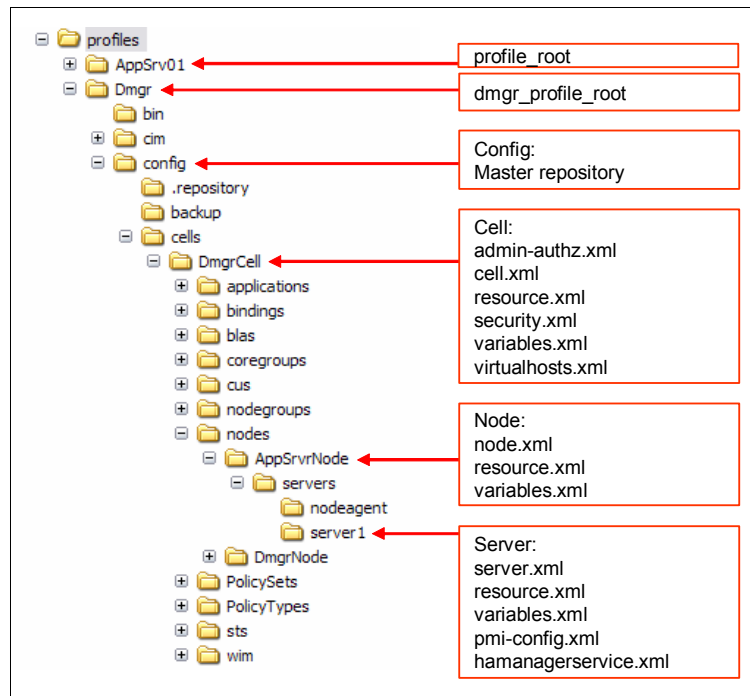 profiles
AppSrv01
profile_root
Dmgr
dmgr_profile_root
bin
cim
config
Config:
Master repository
.repository
backup
cells
DmgrCell
Cell:
admin-authz.xml
cell.xml
resource.xml
security.xml
variables.xml
virtualhosts.xml
applications
bindings
blas
coregroups
cus
nodegroups
nodes
AppSrvrNode
Node:
node.xml
resource.xml
variables.xml
servers
nodeagent
server1
Server:
server.xml
resource.xml
variables.xml
pmi-config.xml
hamanagerservice.xml
DmgrNode
PolicySets
PolicyTypes
sts
wim